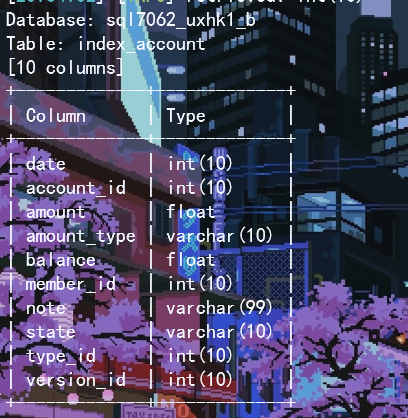 Database: sql7062_uxhk1_b
Table: index_account
[10 columns]
+------------+-------------+
| Column | Type |
+------------+-------------+
| date | int(10) |
| account_id | int(10) |
| amount | float |
| amount_type | varchar(10) |
| balance | float |
| member_id | int(10) |
| note | varchar(99) |
| state | varchar(10) |
| type_id | int(10) |
| version_id | int(10) |
+------------+-------------+